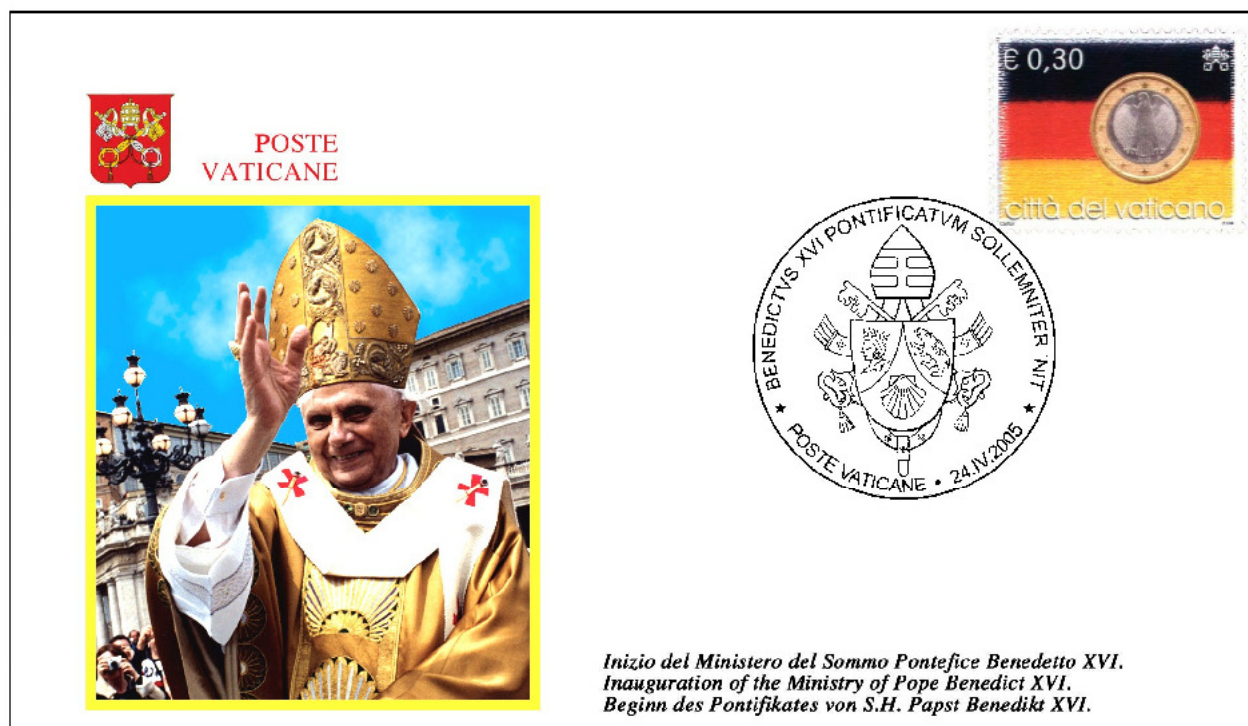 POSTE
VATICANE
€ 0,30
città del vaticano
BENEDICTVS XVI PONTIFICATVM SOLLEMNITER INIT
POSTE VATICANE • 24.IV.2005
Inizio del Ministero del Sommo Pontefice Benedetto XVI.
Inauguration of the Ministry of Pope Benedict XVI.
Beginn des Pontifikates von S.H. Papst Benedikt XVI.